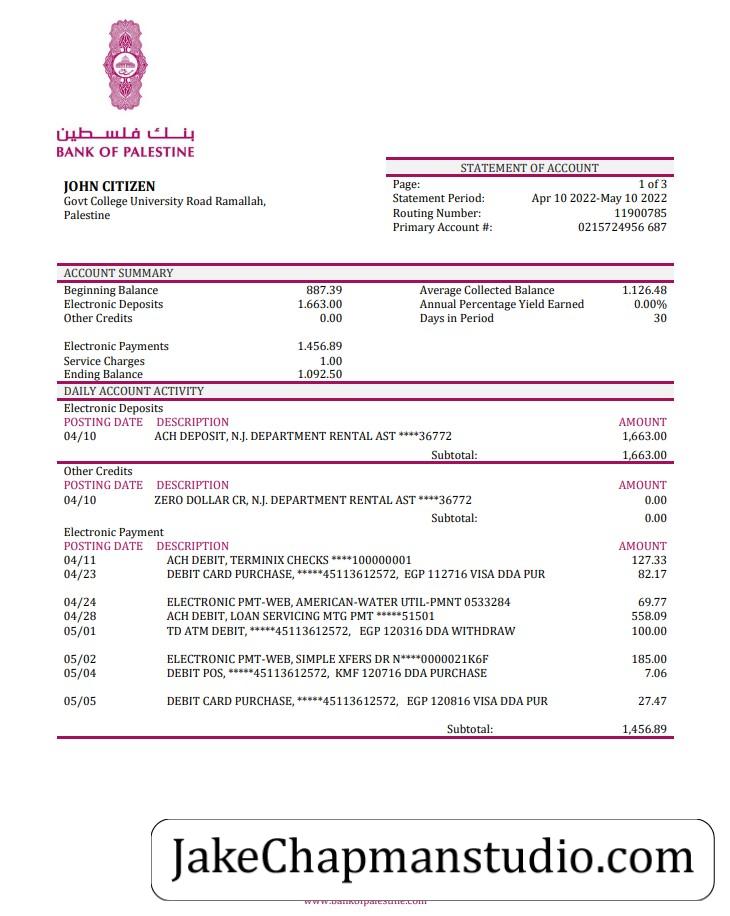 بنك فلسطين
BANK OF PALESTINE
STATEMENT OF ACCOUNT
JOHN CITIZEN
Govt College University Road Ramallah,
Palestine
Page: 1 of 3
Statement Period: Apr 10 2022-May 10 2022
Routing Number: 11900785
Primary Account #: 0215724956 687
ACCOUNT SUMMARY
Beginning Balance 887.39 Average Collected Balance 1.126.48
Electronic Deposits 1.663.00 Annual Percentage Yield Earned 0.00%
Other Credits 0.00 Days in Period 30
Electronic Payments 1.456.89
Service Charges 1.00
Ending Balance 1.092.50
DAILY ACCOUNT ACTIVITY
Electronic Deposits
POSTING DATE DESCRIPTION AMOUNT
04/10 ACH DEPOSIT, N.J. DEPARTMENT RENTAL AST ****36772 1,663.00
Subtotal: 1,663.00
Other Credits
POSTING DATE DESCRIPTION AMOUNT
04/10 ZERO DOLLAR CR, N.J. DEPARTMENT RENTAL AST ****36772 0.00
Subtotal: 0.00
Electronic Payment
POSTING DATE DESCRIPTION AMOUNT
04/11 ACH DEBIT, TERMINIX CHECKS ****100000001 127.33
04/23 DEBIT CARD PURCHASE, *****45113612572, EGP 112716 VISA DDA PUR 82.17
04/24 ELECTRONIC PMT-WEB, AMERICAN-WATER UTIL-PMNT 0533284 69.77
04/28 ACH DEBIT, LOAN SERVICING MTG PMT *****51501 558.09
05/01 TD ATM DEBIT, *****45113612572, EGP 120316 DDA WITHDRAW 100.00
05/02 ELECTRONIC PMT-WEB, SIMPLE XFERS DR N****0000021K6F 185.00
05/04 DEBIT POS, *****45113612572, KMF 120716 DDA PURCHASE 7.06
05/05 DEBIT CARD PURCHASE, *****45113612572, EGP 120816 VISA DDA PUR 27.47
Subtotal: 1,456.89
JakeChapmanstudio.com
www.bankofpalestine.com